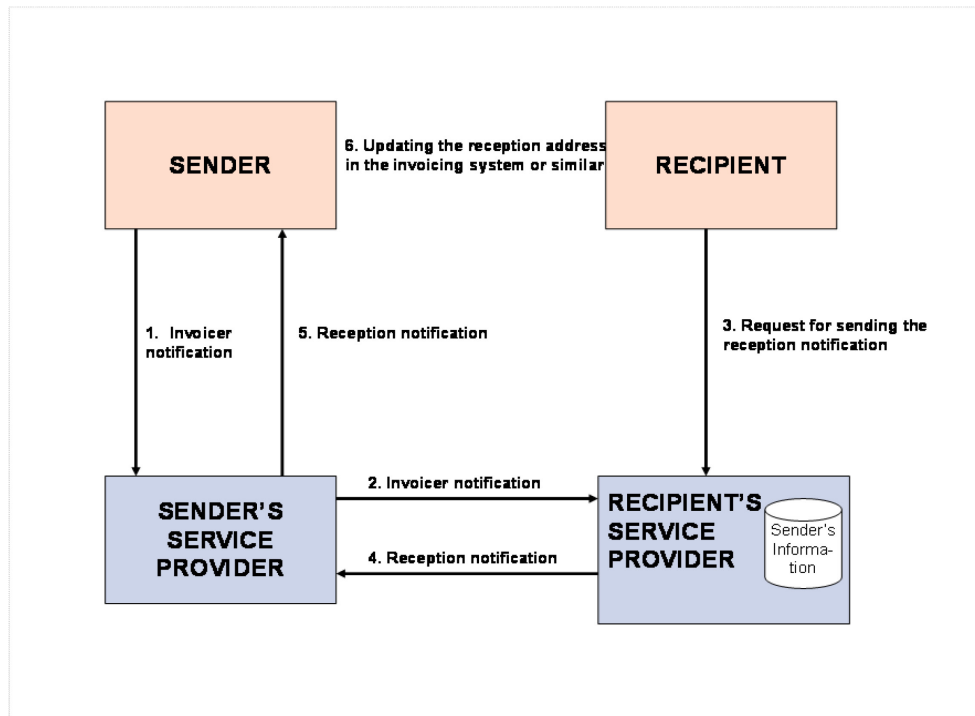 SENDER
6. Updating the reception address
in the invoicing system or similar
RECIPIENT
1. Invoicer
notification
5. Reception notification
3. Request for sending the
reception notification
SENDER'S
SERVICE
PROVIDER
2. Invoicer notification
4. Reception notification
RECIPIENT'S
SERVICE
PROVIDER
Sender's
Informa-
tion